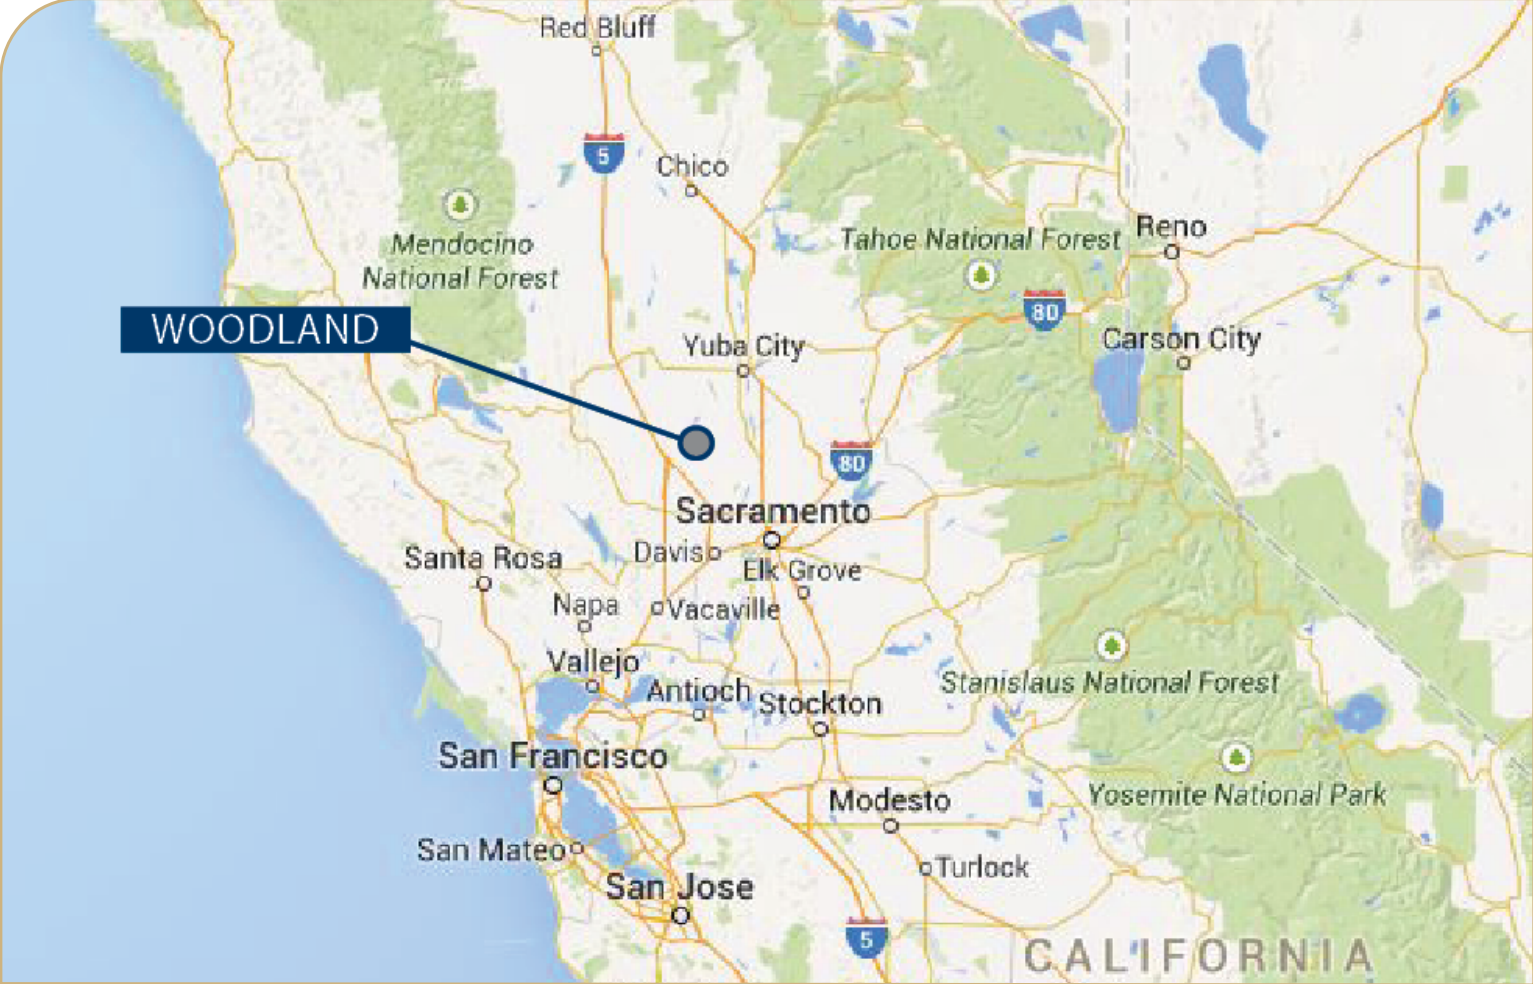 Red Bluff
5
Chico
Mendocino
National Forest
Tahoe National Forest
Reno
80
WOODLAND
Yuba City
Carson City
80
Sacramento
Davis
Elk Grove
Santa Rosa
Napa
Vacaville
Vallejo
Antioch
Stockton
Stanislaus National Forest
San Francisco
Modesto
Yosemite National Park
San Mateo
Turlock
San Jose
5
CALIFORNIA